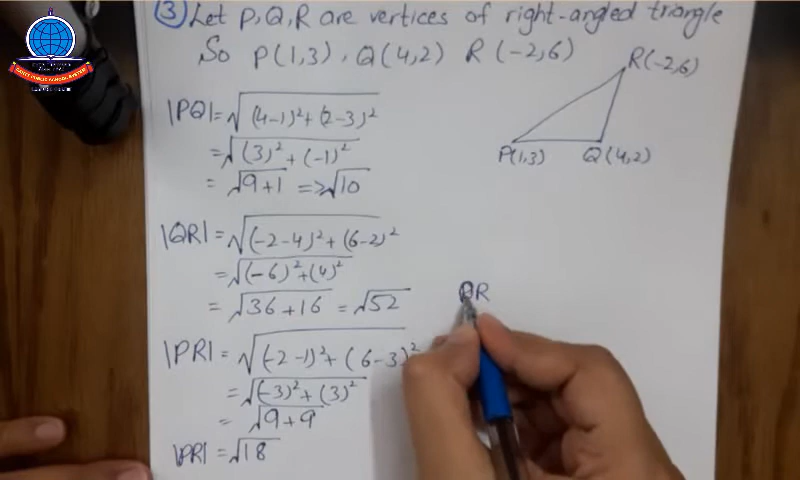 ③ Let P,Q,R are vertices of right-angled triangle
So P(1,3), Q(4,2) R(-2,6)
R(-2,6)
P(1,3) Q(4,2)
|PQ| = √(4-1)²+(2-3)²
= √(3)²+(-1)²
= √9+1 => √10
|QR| = √(-2-4)²+(6-2)²
= √(-6)²+(4)²
= √36+16 = √52
|PR| = √(-2-1)²+(6-3)²
= √(-3)²+(3)²
= √9+9
|PR| = √18
R